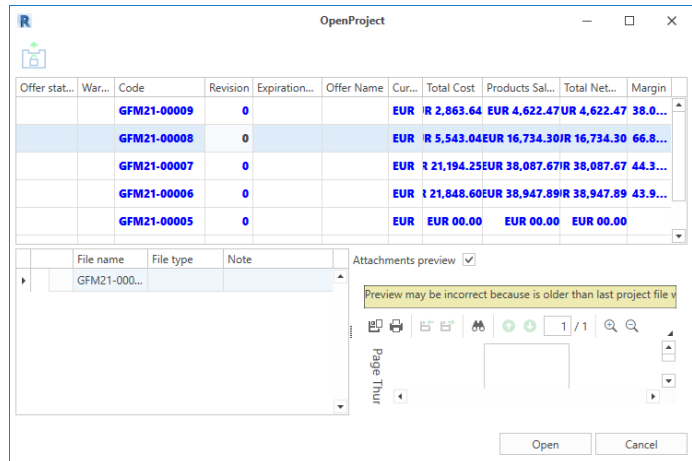 OpenProject
Offer stat... War... Code Revision Expiration... Offer Name Cur... Total Cost Products Sal... Total Net... Margin
GFM21-00009 0 EUR UR 2,863.64 EUR 4,622.47 UR 4,622.47 38.0...
GFM21-00008 0 EUR UR 5,543.04 EUR 16,734.30 UR 16,734.30 66.8...
GFM21-00007 0 EUR R 21,194.25 EUR 38,087.67 UR 38,087.67 44.3...
GFM21-00006 0 EUR R 21,848.60 EUR 38,947.89 UR 38,947.89 43.9...
GFM21-00005 0 EUR EUR 00.00 EUR 00.00 EUR 00.00
File name File type Note
GFM21-000...
Attachments preview
Preview may be incorrect because is older than last project file w
1 / 1
Page Thur
Open Cancel